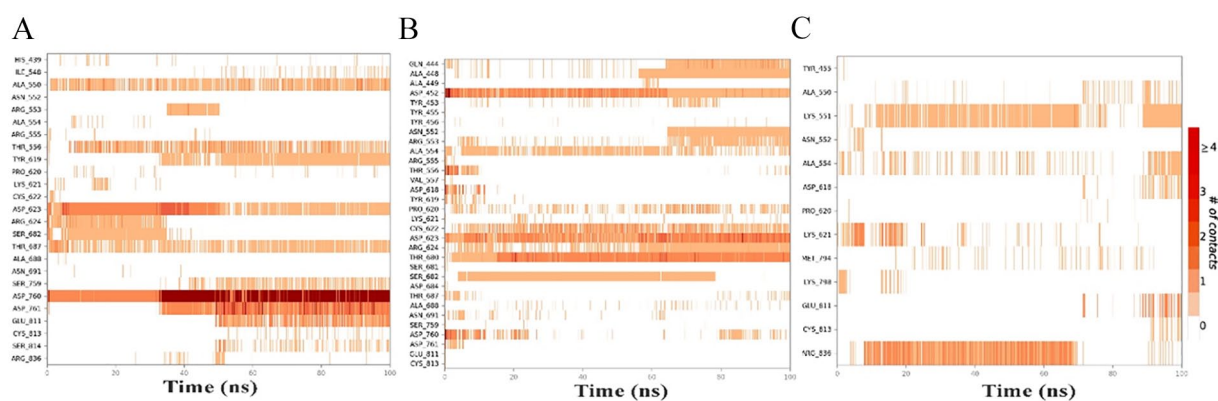 A
HIS_439
ILE_548
ALA_550
ASN_552
ARG_553
ALA_554
ARG_555
THR_556
TYR_619
PRO_620
LYS_621
CYS_622
ASP_623
ARG_624
SER_682
THR_687
ALA_688
ASN_691
SER_759
ASP_760
ASP_761
GLU_811
CYS_813
SER_814
ARG_836
0 20 40 60 80 100
Time (ns)
B
GLN_444
ALA_448
ALA_449
ASP_452
TYR_453
TYR_455
TYR_456
ASN_552
ARG_553
ALA_554
ARG_555
THR_556
VAL_557
ASP_618
TYR_619
PRO_620
LYS_621
CYS_622
ASP_623
ARG_624
THR_680
SER_681
SER_682
ASP_684
THR_687
ALA_688
ASN_691
SER_759
ASP_760
ASP_761
GLU_811
CYS_813
0 20 40 60 80 100
Time (ns)
C
TYR_455
ALA_550
LYS_551
ASN_552
ALA_554
ASP_618
PRO_620
LYS_621
MET_794
LYS_798
GLU_811
CYS_813
ARG_836
0 20 40 60 80 100
Time (ns)
≥4
3
2
1
0
# of contacts